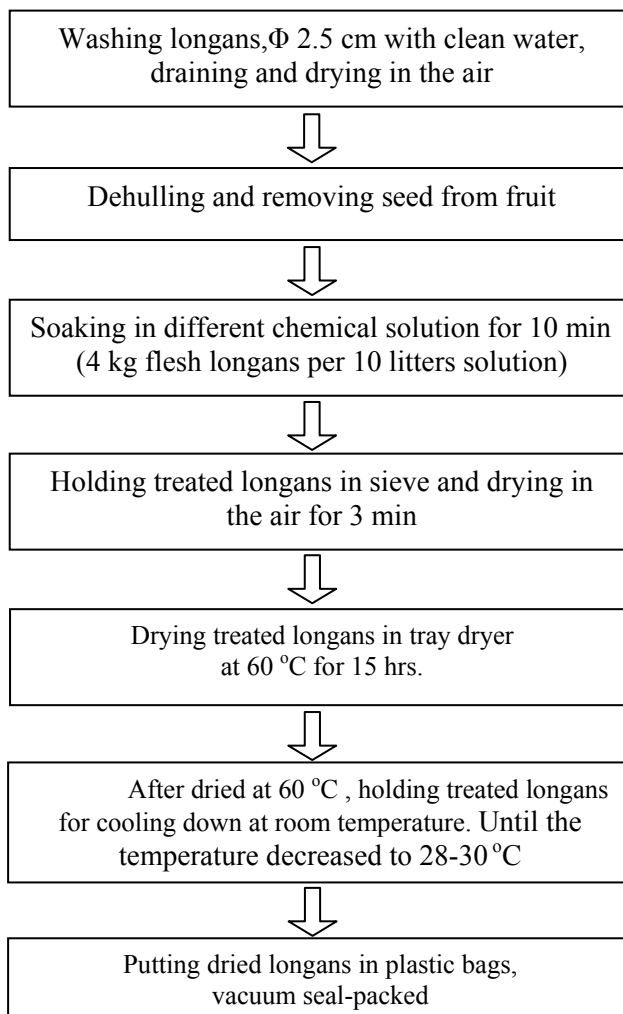 Washing longans,Φ 2.5 cm with clean water,
draining and drying in the air
Dehulling and removing seed from fruit
Soaking in different chemical solution for 10 min
(4 kg flesh longans per 10 litters solution)
Holding treated longans in sieve and drying in
the air for 3 min
Drying treated longans in tray dryer
at 60 °C for 15 hrs.
After dried at 60 °C , holding treated longans
for cooling down at room temperature. Until the
temperature decreased to 28-30 °C
Putting dried longans in plastic bags,
vacuum seal-packed